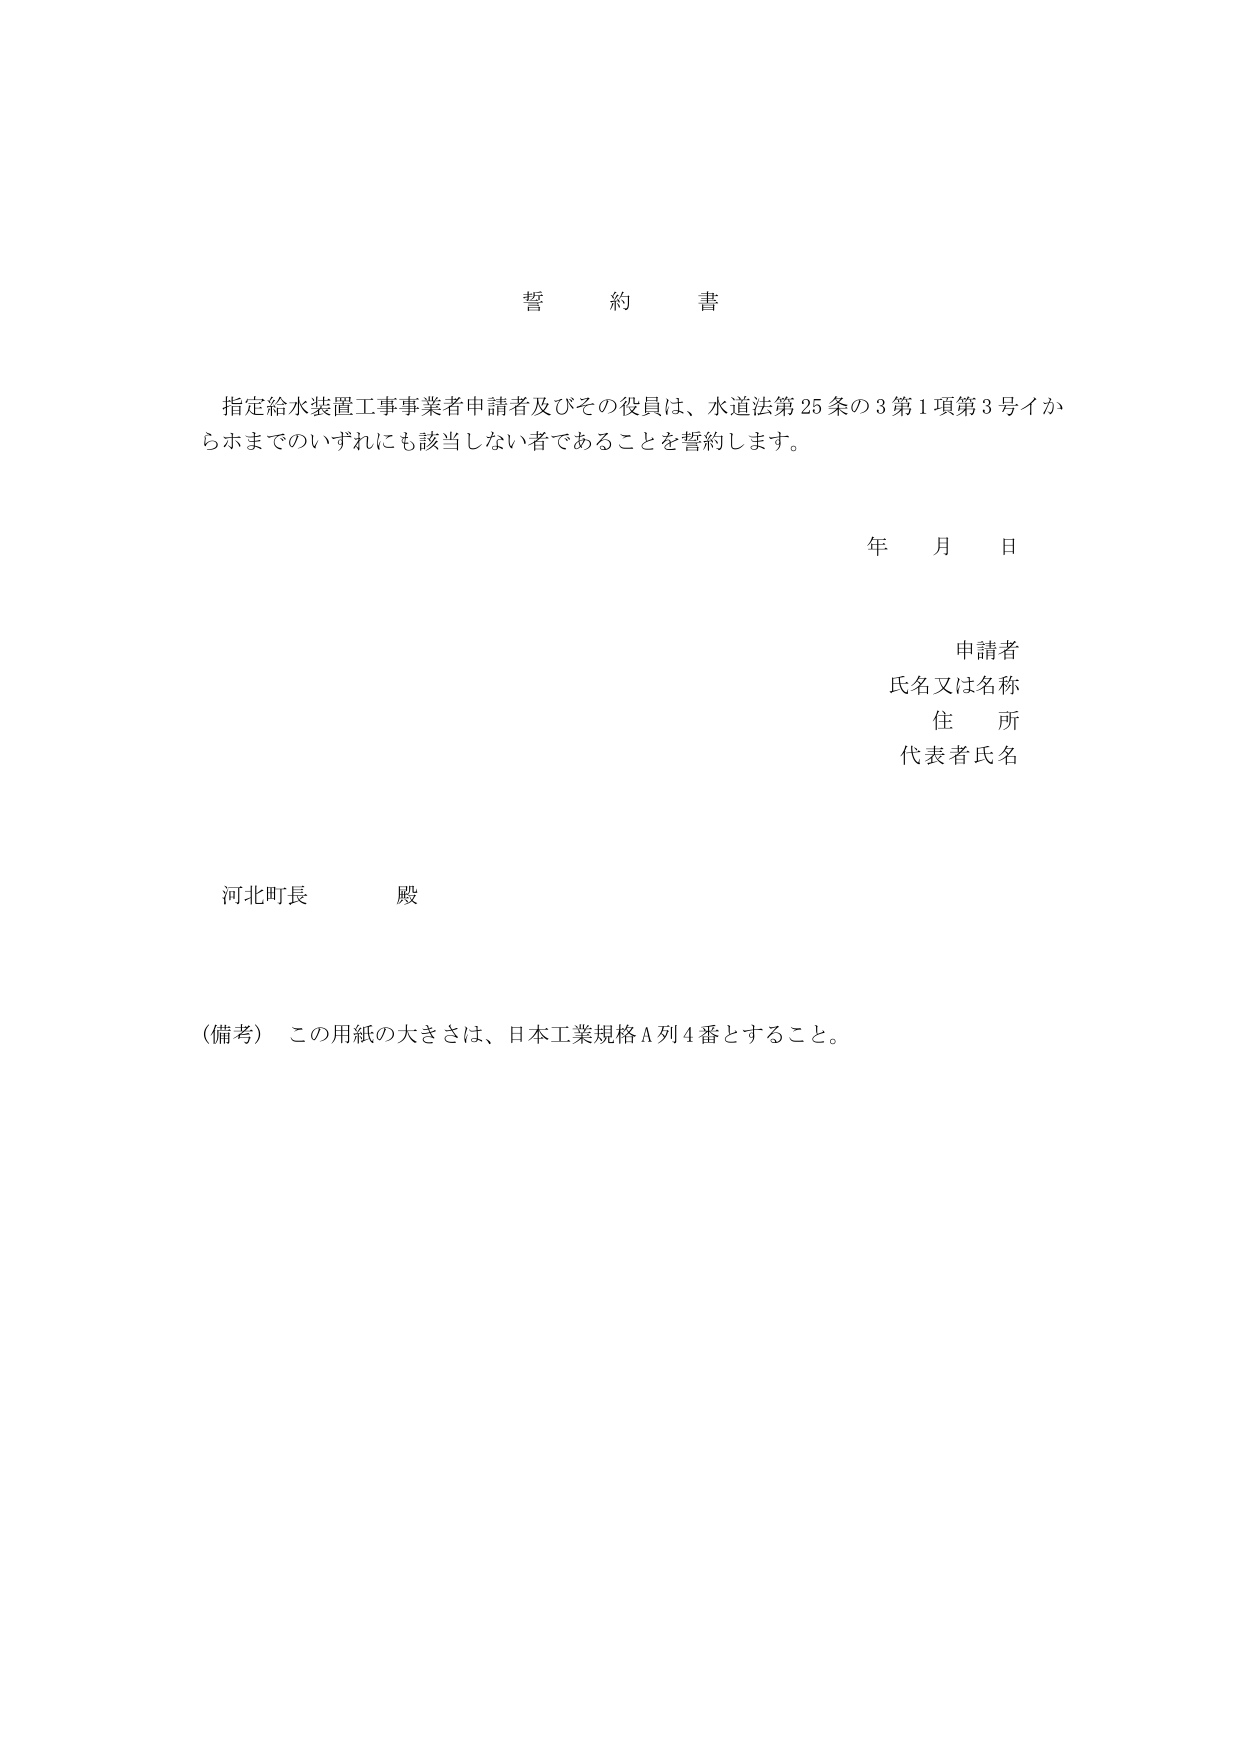 誓　　　約　　　書
指定給水装置工事事業者申請者及びその役員は、水道法第 25 条の 3 第 1 項第 3 号イか
らホまでのいずれにも該当しない者であることを誓約します。
年　　月　　日
申請者
氏名又は名称
住　　所
代表者氏名
河北町長　　　　殿
（備考）　この用紙の大きさは、日本工業規格 A 列 4 番とすること。